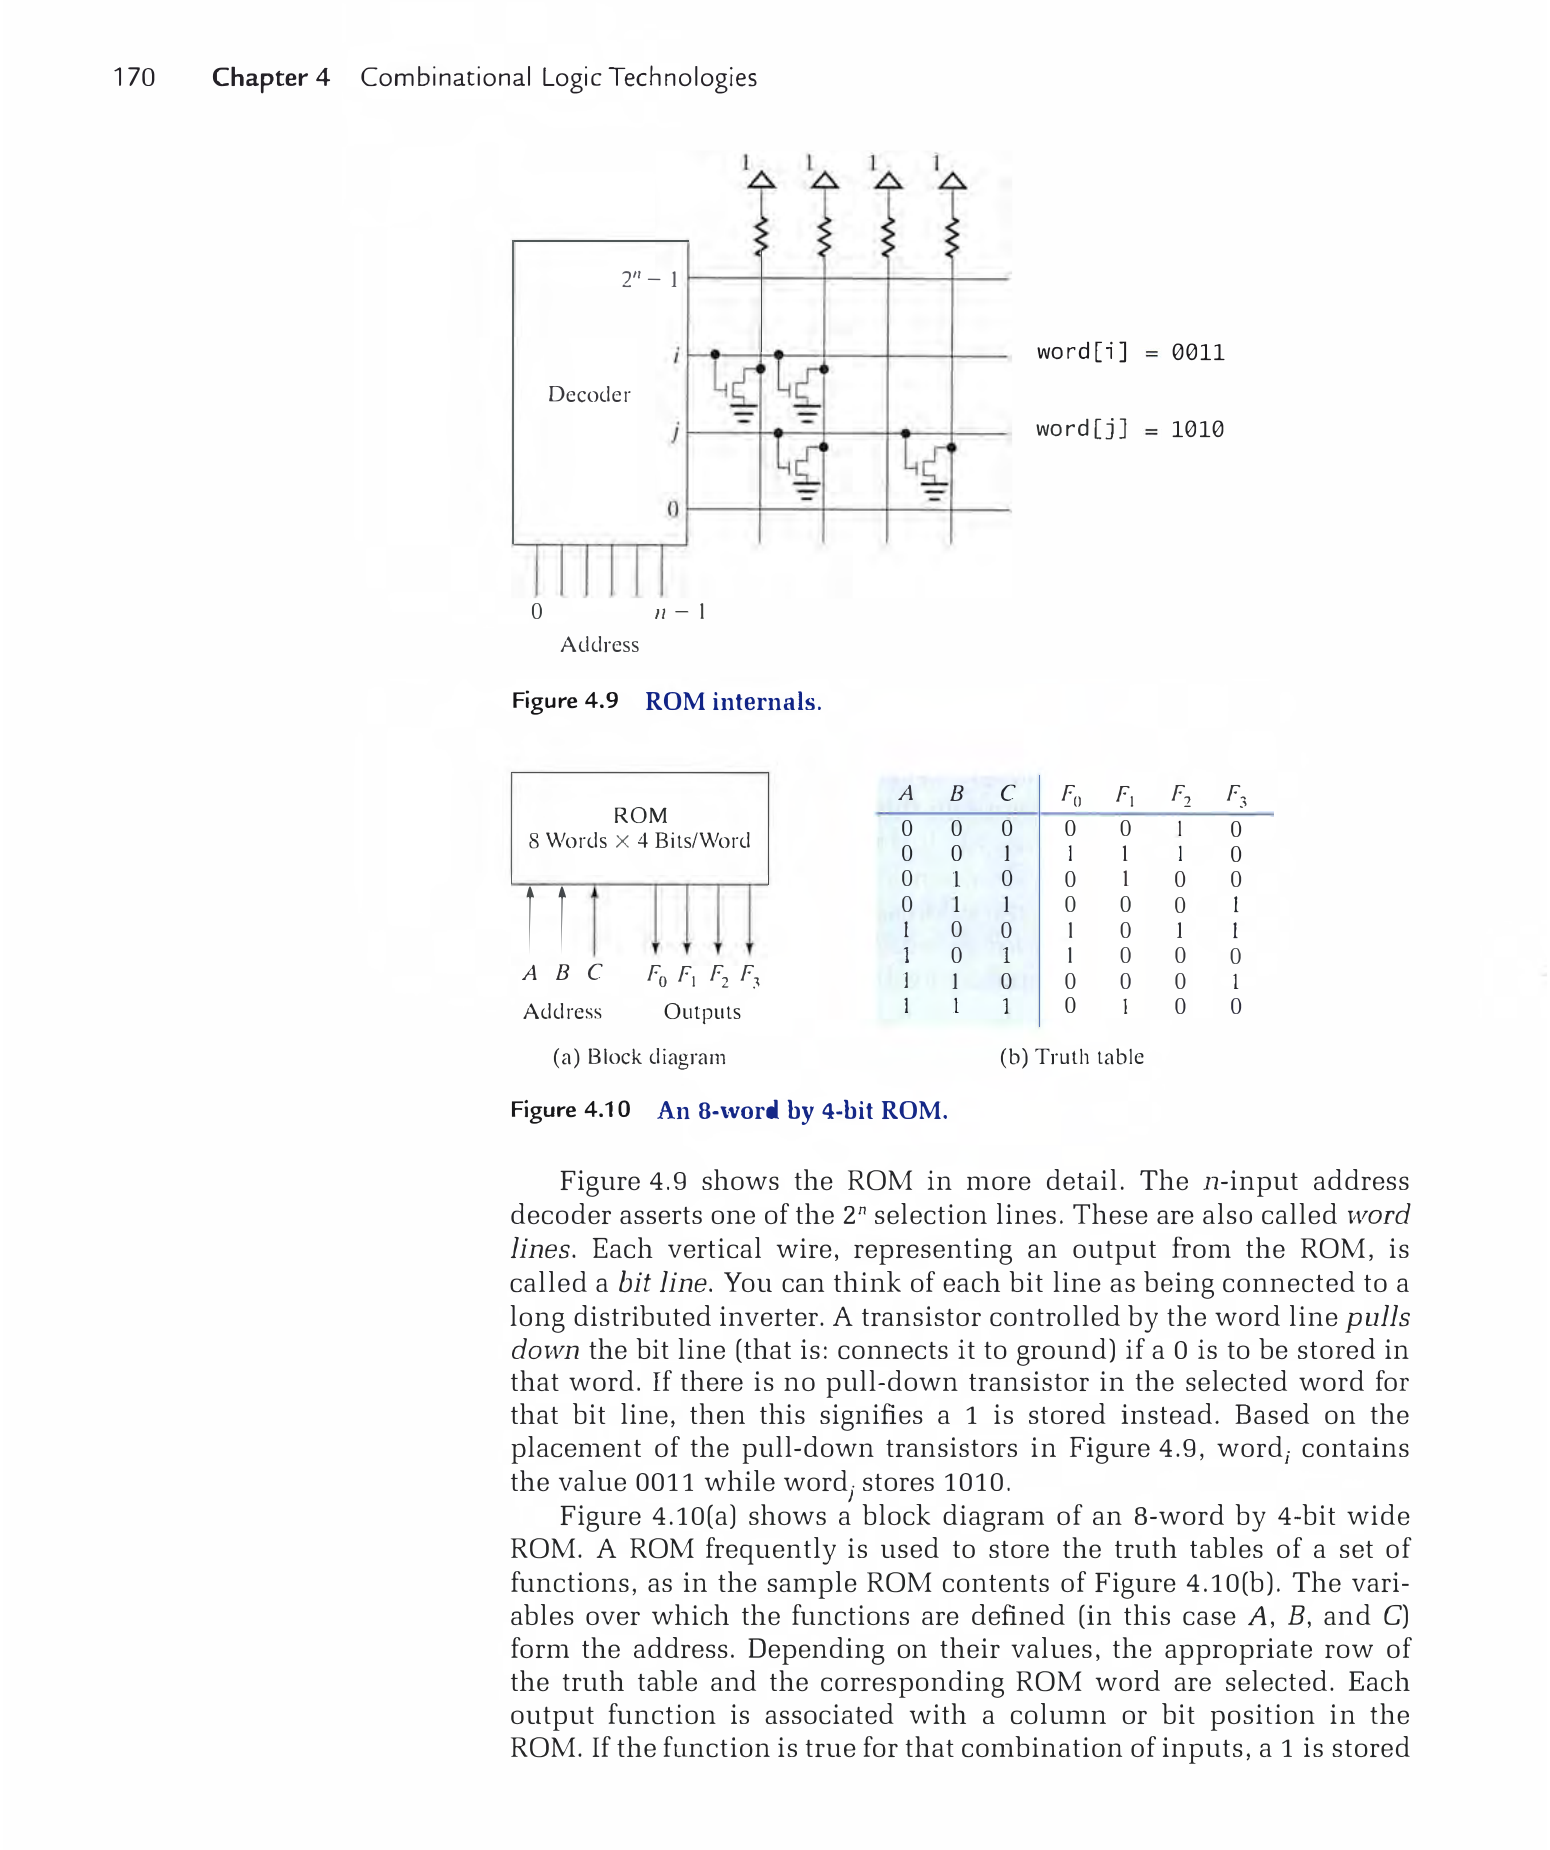 170 Chapter 4 Combinational Logic Technologies
1 1 1 1
2ⁿ – 1
i word[i] = 0011
Decoder
j word[j] = 1010
0
0 n – 1
Address
Figure 4.9 ROM internals.
ROM
8 Words × 4 Bits/Word
A B C F₀ F₁ F₂ F₃
Address Outputs
(a) Block diagram
A B C F₀ F₁ F₂ F₃
0 0 0 0 0 1 0
0 0 1 1 1 1 0
0 1 0 0 1 0 0
0 1 1 0 0 0 1
1 0 0 1 0 1 1
1 0 1 1 0 0 0
1 1 0 0 0 0 1
1 1 1 0 1 0 0
(b) Truth table
Figure 4.10 An 8-word by 4-bit ROM.
Figure 4.9 shows the ROM in more detail. The n-input address
decoder asserts one of the 2ⁿ selection lines. These are also called word
lines. Each vertical wire, representing an output from the ROM, is
called a bit line. You can think of each bit line as being connected to a
long distributed inverter. A transistor controlled by the word line pulls
down the bit line (that is: connects it to ground) if a 0 is to be stored in
that word. If there is no pull-down transistor in the selected word for
that bit line, then this signifies a 1 is stored instead. Based on the
placement of the pull-down transistors in Figure 4.9, wordᵢ contains
the value 0011 while wordⱼ stores 1010.
Figure 4.10(a) shows a block diagram of an 8-word by 4-bit wide
ROM. A ROM frequently is used to store the truth tables of a set of
functions, as in the sample ROM contents of Figure 4.10(b). The vari-
ables over which the functions are defined (in this case A, B, and C)
form the address. Depending on their values, the appropriate row of
the truth table and the corresponding ROM word are selected. Each
output function is associated with a column or bit position in the
ROM. If the function is true for that combination of inputs, a 1 is stored